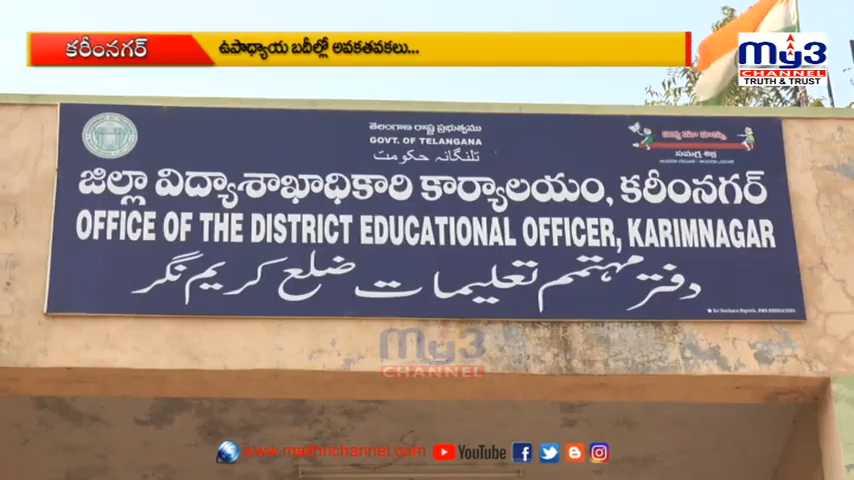 కరీంనగర్
ఉపాధ్యాయ బదీల్లో అవకతవకలు...
my3
CHANNEL
TRUTH & TRUST
తెలంగాణ రాష్ట్ర ప్రభుత్వము
GOVT. OF TELANGANA
تلنگانہ حکومت
సమగ్ర శిక్ష
జిల్లా విద్యాశాఖాధికారి కార్యాలయం, కరీంనగర్
OFFICE OF THE DISTRICT EDUCATIONAL OFFICER, KARIMNAGAR
دفتر مہتمم تعلیمات ضلع کریم نگر
my3
CHANNEL
www.maithrichannel.com
YouTube